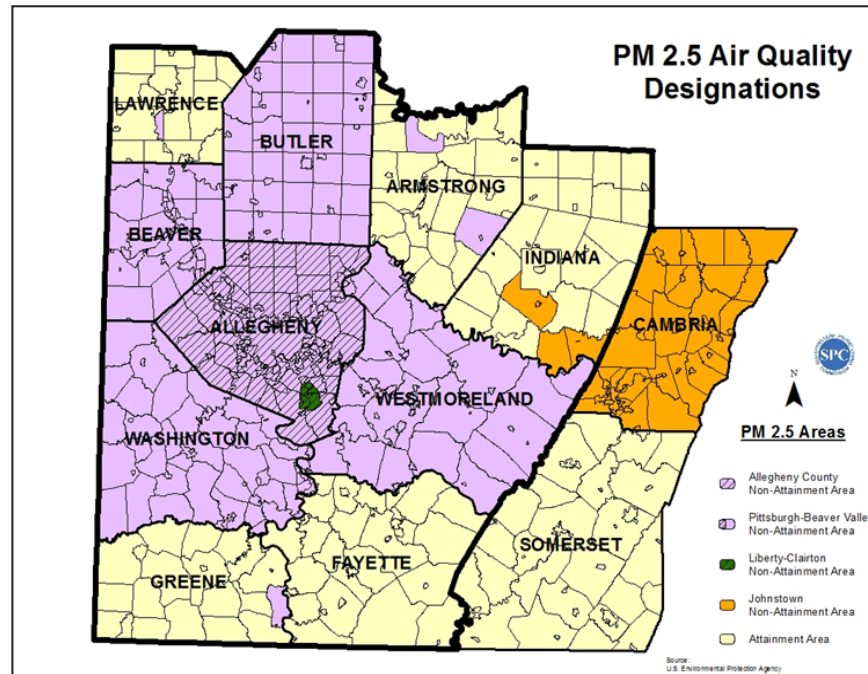 PM 2.5 Air Quality
Designations
LAWRENCE
BUTLER
ARMSTRONG
BEAVER
INDIANA
ALLEGHENY
CAMBRIA
SPC
N
WESTMORELAND
WASHINGTON
PM 2.5 Areas
Allegheny County
Non-Attainment Area
Pittsburgh-Beaver Valle
Non-Attainment Area
Liberty-Clairton
Non-Attainment Area
Johnstown
Non-Attainment Area
Attainment Area
SOMERSET
FAYETTE
GREENE
Source:
U.S. Environmental Protection Agency